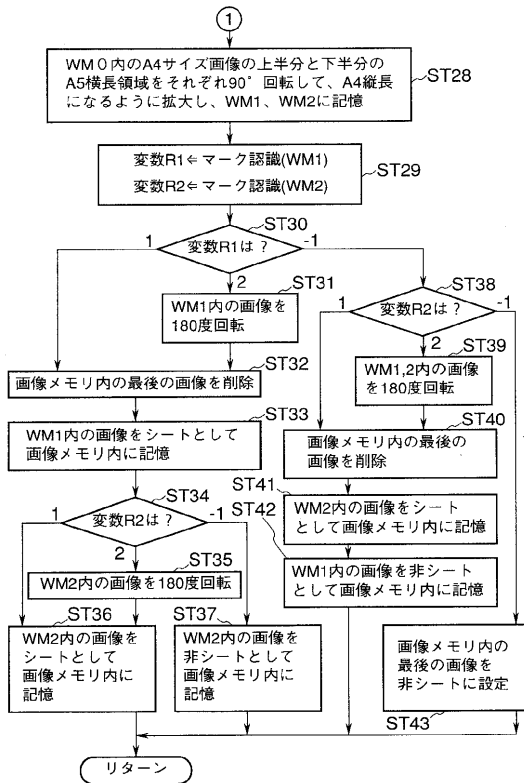 1
WM0内のA4サイズ画像の上半分と下半分の
A5横長領域をそれぞれ90°回転して、A4縦長
になるように拡大し、WM1、WM2に記憶
ST28
変数R1⇐マーク認識(WM1)
変数R2⇐マーク認識(WM2)
ST29
ST30
変数R1は？
1
2
-1
ST31
WM1内の画像を
180度回転
ST38
変数R2は？
1
2
-1
ST32
画像メモリ内の最後の画像を削除
ST39
WM1,2内の画像
を180度回転
ST33
WM1内の画像をシートとして
画像メモリ内に記憶
ST40
画像メモリ内の最後の
画像を削除
ST34
変数R2は？
1
2
-1
ST41
WM2内の画像をシート
として画像メモリ内に記憶
ST35
WM2内の画像を180度回転
ST42
WM1内の画像を非シート
として画像メモリ内に記憶
ST36
WM2内の画像を
シートとして
画像メモリ内に
記憶
ST37
WM2内の画像を
非シートとして
画像メモリ内に
記憶
画像メモリ内の
最後の画像を
非シートに設定
ST43
リターン